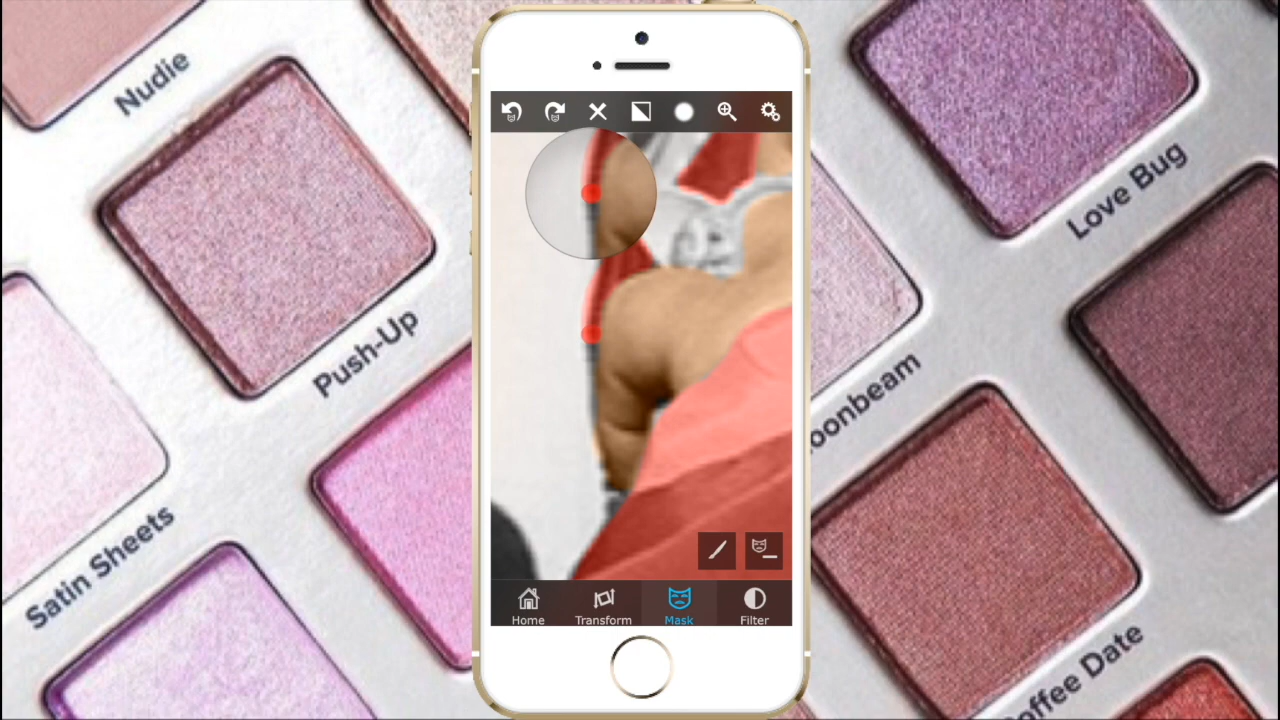 Nudie
Push-Up
Satin Sheets
Love Bug
oonbeam
offee Date
Home
Transform
Mask
Filter